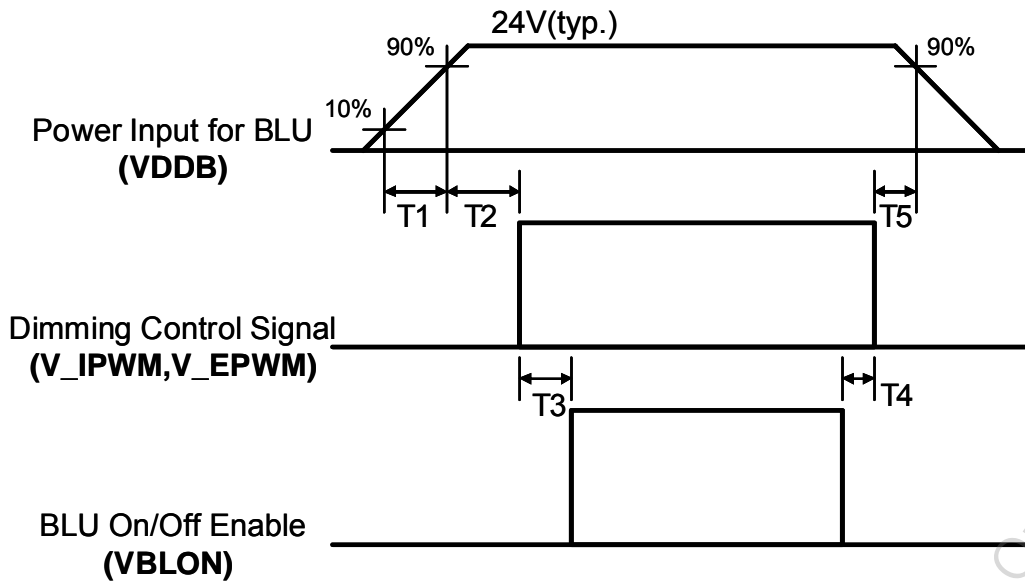 24V(typ.)
90%
90%
10%
Power Input for BLU
(VDDB)
T1
T2
T5
Dimming Control Signal
(V_IPWM,V_EPWM)
T3
T4
BLU On/Off Enable
(VBLON)